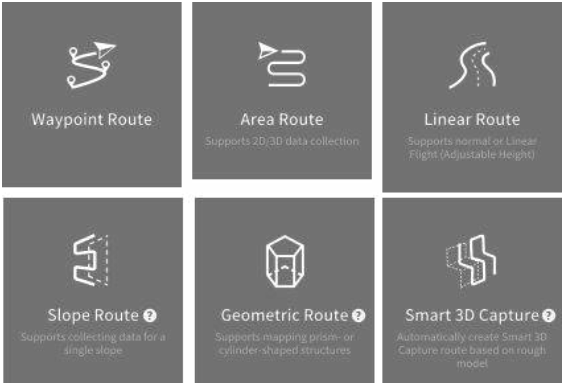 Waypoint Route
Area Route
Supports 2D/3D data collection
Linear Route
Supports normal or Linear
Flight (Adjustable Height)
Slope Route ?
Supports collecting data for a
single slope
Geometric Route ?
Supports mapping prism- or
cylinder-shaped structures
Smart 3D Capture ?
Automatically create Smart 3D
Capture route based on rough
model